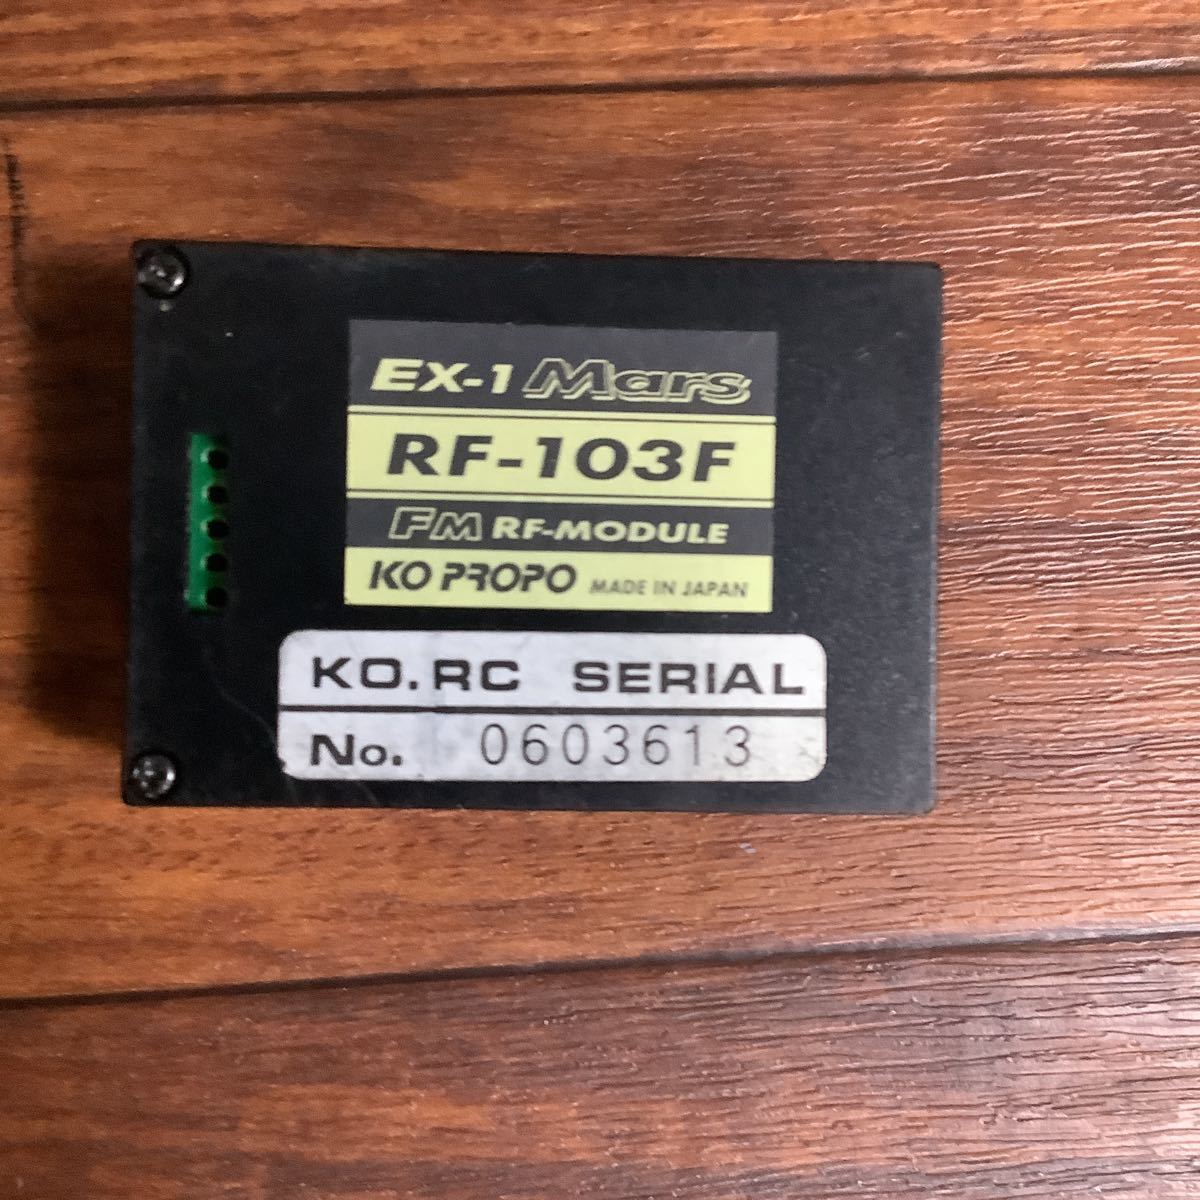 EX-1 Mars
RF-103F
FM RF-MODULE
KO PROPO MADE IN JAPAN
KO.RC SERIAL
No. 0603613